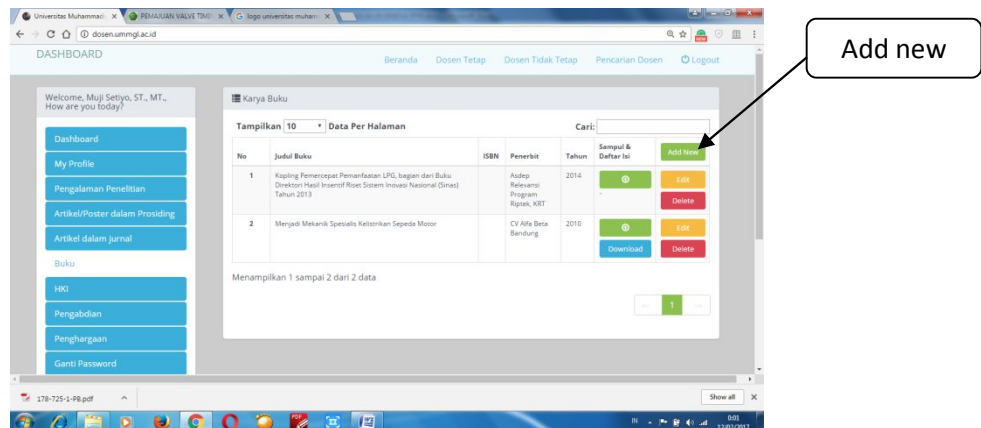 Universitas Muhammadi
PEMAJUAN VALVE TIMI
logo universitas muham
dosen.ummgl.ac.id
DASHBOARD
Beranda Dosen Tetap Dosen Tidak Tetap Pencarian Dosen Logout
Add new
Welcome, Muji Setiyo, ST., MT.,
How are you today?
Dashboard
My Profile
Pengalaman Penelitian
Artikel/Poster dalam Prosiding
Artikel dalam Jurnal
Buku
HKI
Pengabdian
Penghargaan
Ganti Password
Karya Buku
Tampilkan 10 Data Per Halaman
Cari:
No Judul Buku ISBN Penerbit Tahun Sampul & Daftar Isi Add New
1 Kopling Pemercepat Pemanfaatan LPG, bagian dari Buku
Direktori Hasil Insentif Riset Sistem Inovasi Nasional (Sinas)
Tahun 2013
Asdep
Relevansi
Program
Riptek, KRT
2014
-
Edit
Delete
2 Menjadi Mekanik Spesialis Kelistrikan Sepeda Motor
CV Alfa Beta
Bandung
2010
Download
Edit
Delete
Menampilkan 1 sampai 2 dari 2 data
1
178-725-1-PB.pdf
Show all
IN
0:01
12/02/2017